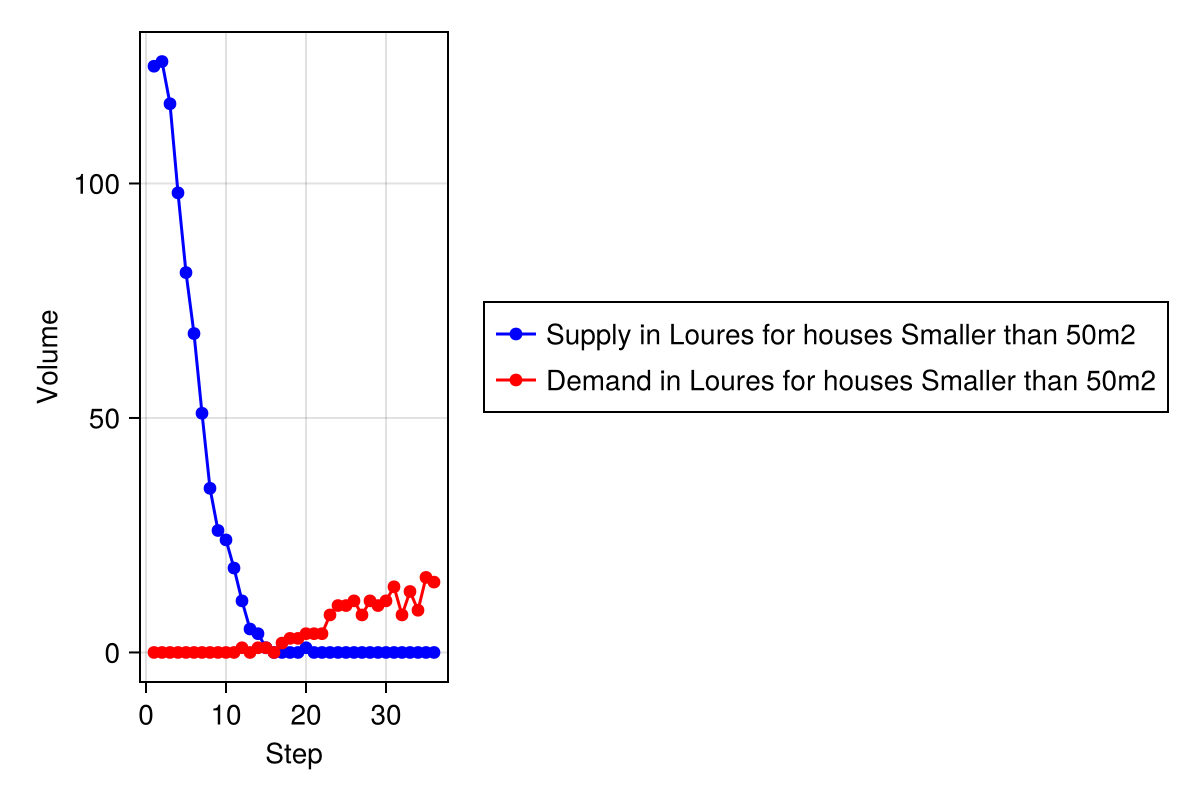 Volume
100
50
0
0 10 20 30
Step
Supply in Loures for houses Smaller than 50m2
Demand in Loures for houses Smaller than 50m2